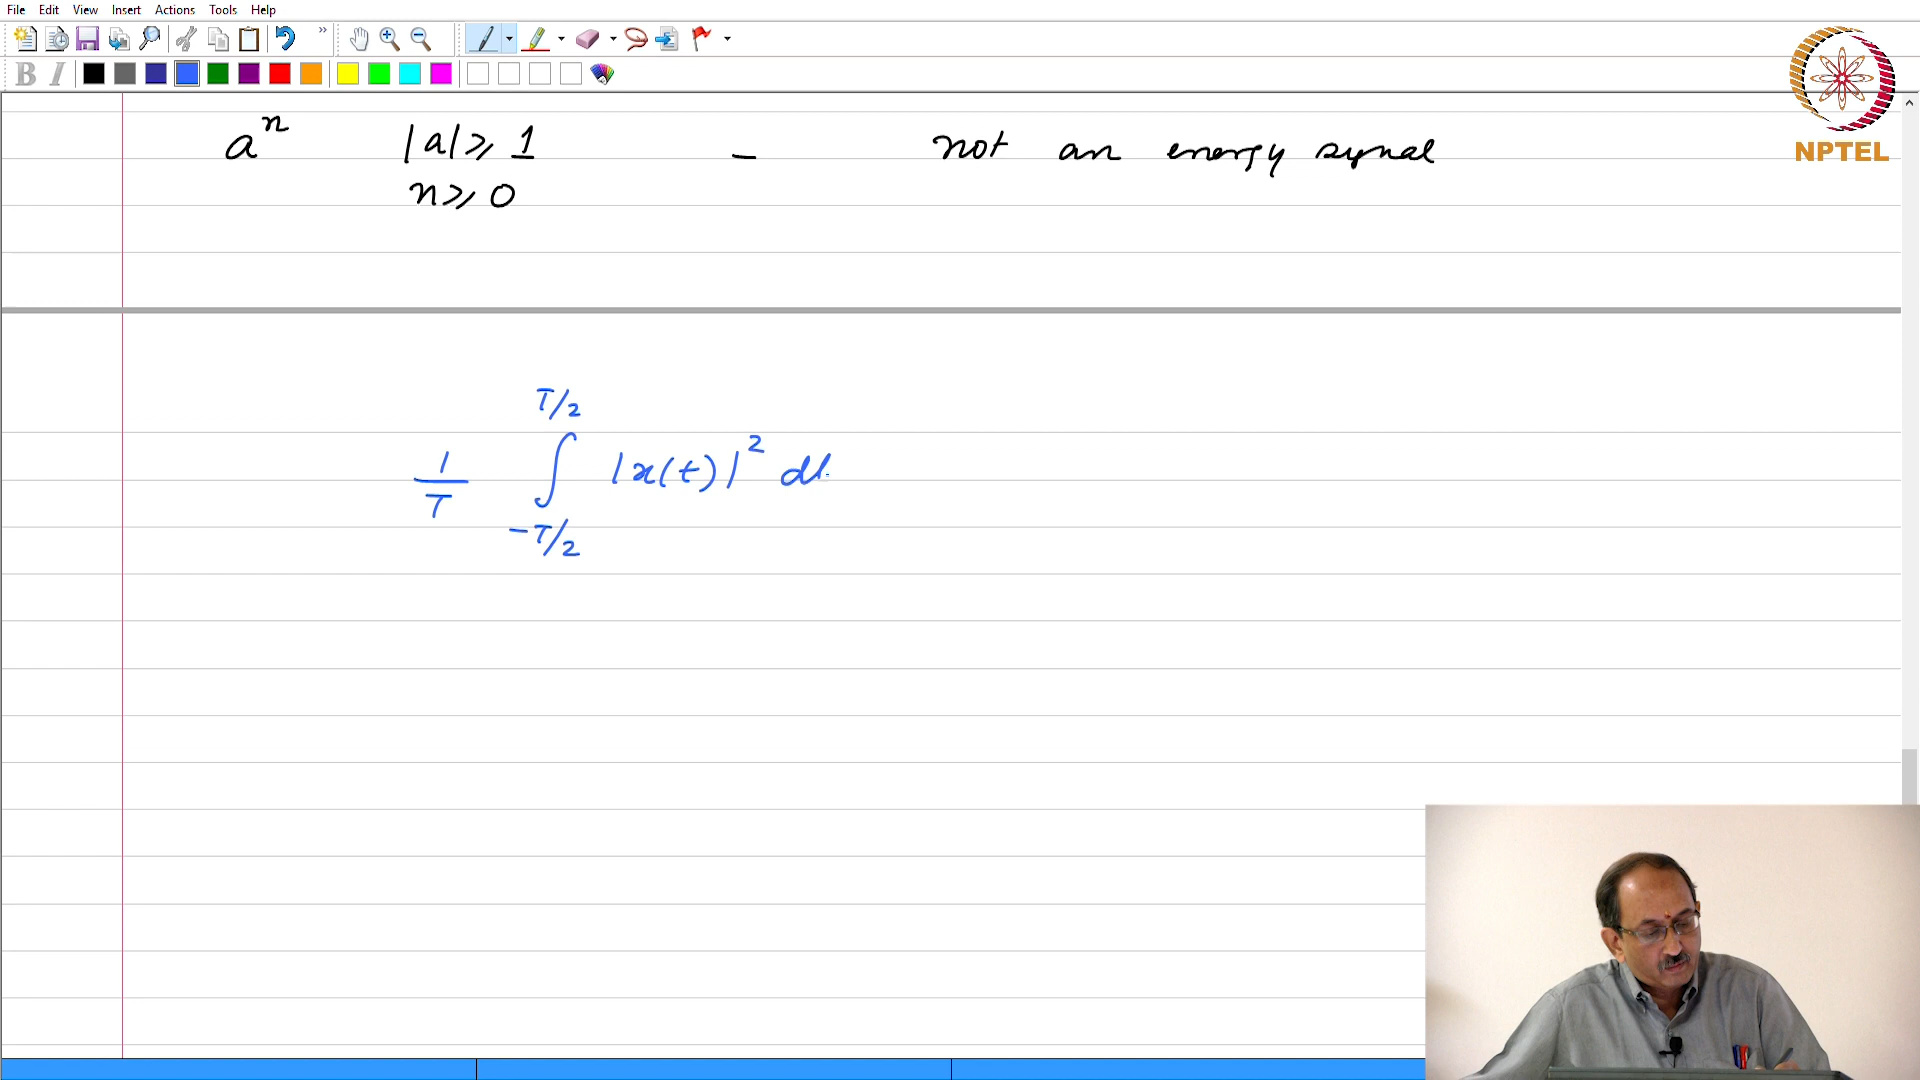 File Edit View Insert Actions Tools Help
B I
NPTEL
aⁿ |a| ⩾ 1 – not an energy signal
n ⩾ 0
T/2
1/T ∫ |x(t)|² dt
-T/2